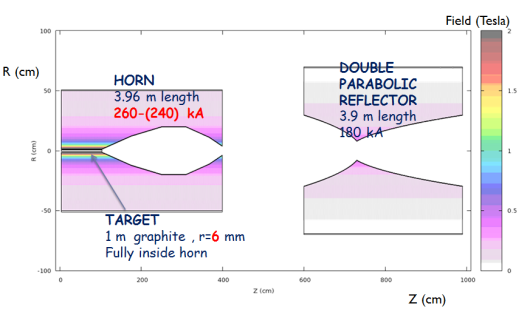 Field (Tesla)
R (cm)
HORN
3.96 m length
260-(240) kA
DOUBLE
PARABOLIC
REFLECTOR
3.9 m length
180 kA
TARGET
1 m graphite , r=6 mm
Fully inside horn
R (cm)
100
50
0
-50
-100
0
200
400
600
800
1000
Z (cm)
Z (cm)
2
1.5
1
0.5
0